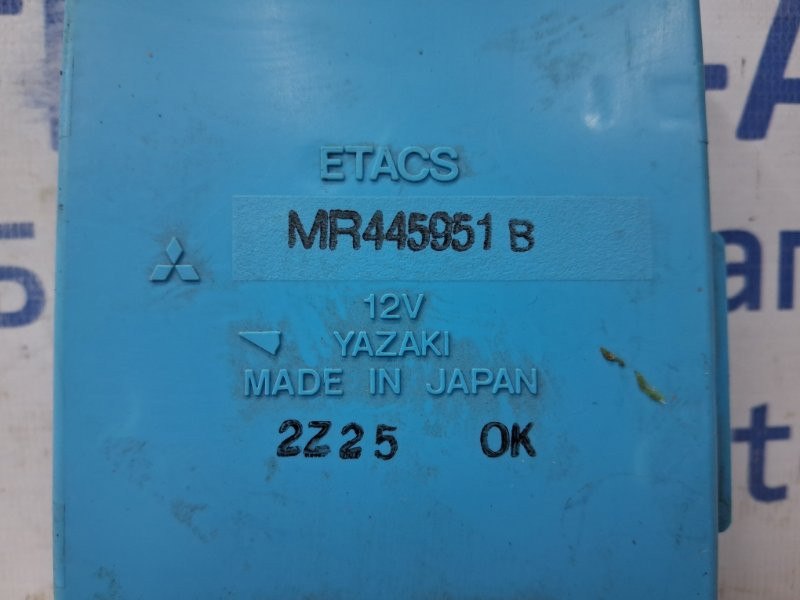 ETACS
MR445951 B
12V
YAZAKI
MADE IN JAPAN
2Z25 OK